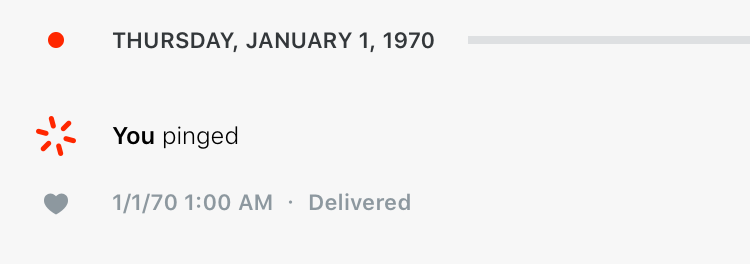 THURSDAY, JANUARY 1, 1970
You pinged
1/1/70 1:00 AM · Delivered